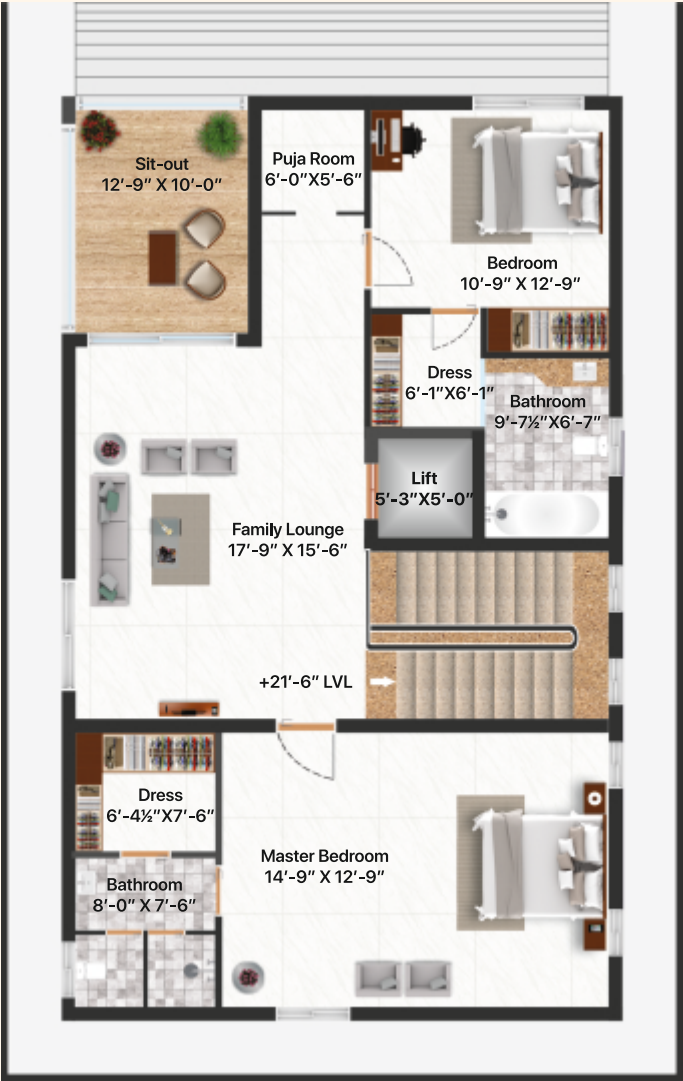 Sit-out
12′-9″ X 10′-0″
Puja Room
6′-0″X5′-6″
Bedroom
10′-9″ X 12′-9″
Dress
6′-1″X6′-1″
Bathroom
9′-7½″X6′-7″
Lift
5′-3″X5′-0″
Family Lounge
17′-9″ X 15′-6″
+21′-6″ LVL
Dress
6′-4½″X7′-6″
Master Bedroom
14′-9″ X 12′-9″
Bathroom
8′-0″ X 7′-6″